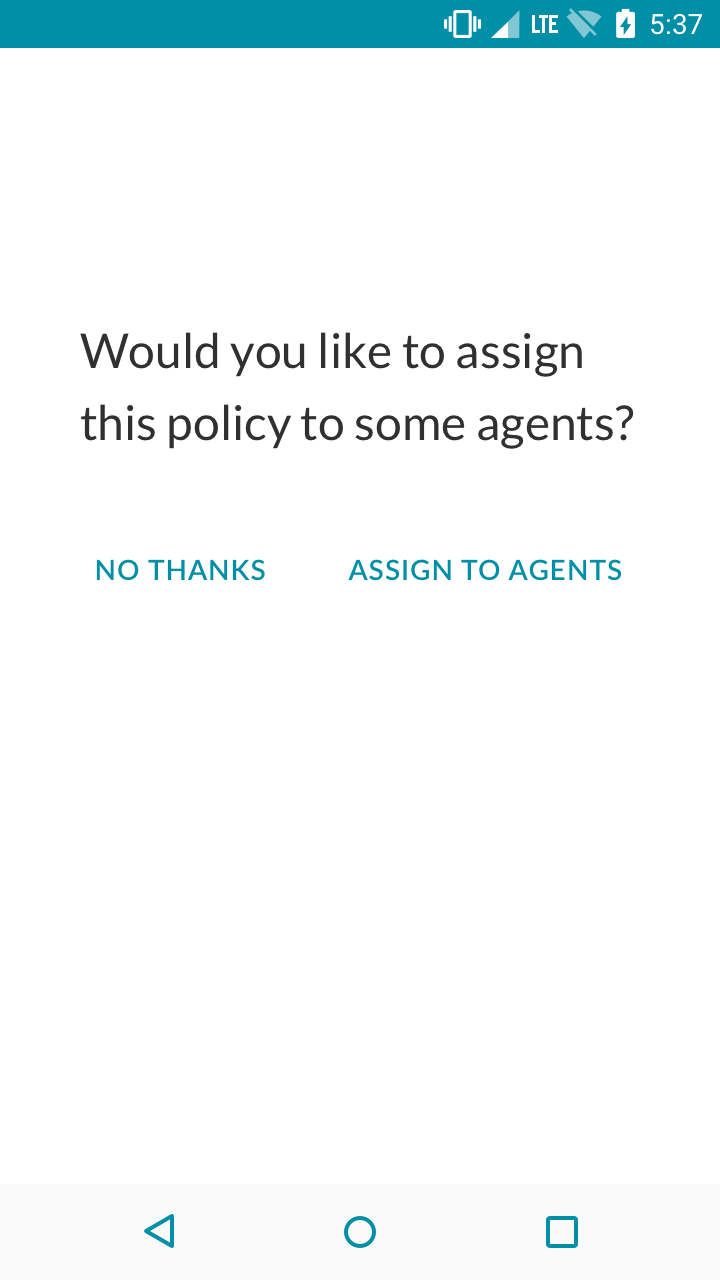 LTE 5:37
Would you like to assign
this policy to some agents?
NO THANKS ASSIGN TO AGENTS